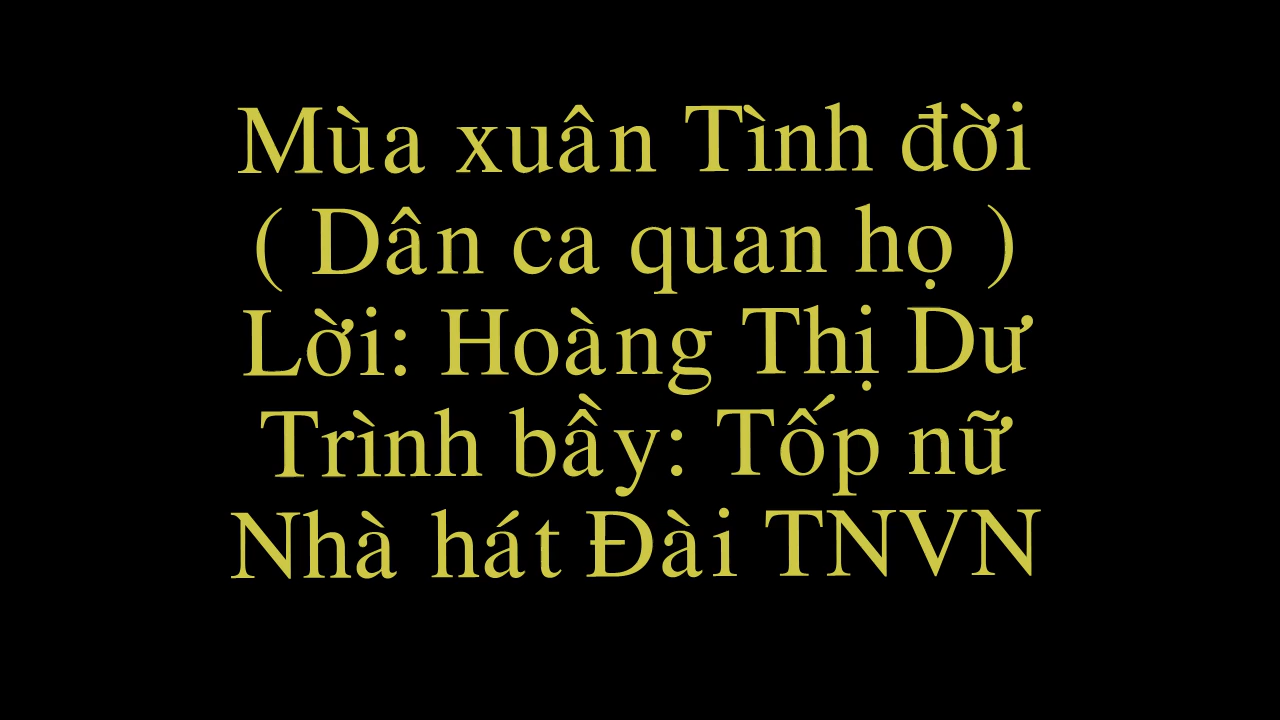 Mùa xuân Tình đời
( Dân ca quan họ )
Lời: Hoàng Thị Dư
Trình bầy: Tốp nữ
Nhà hát Đài TNVN